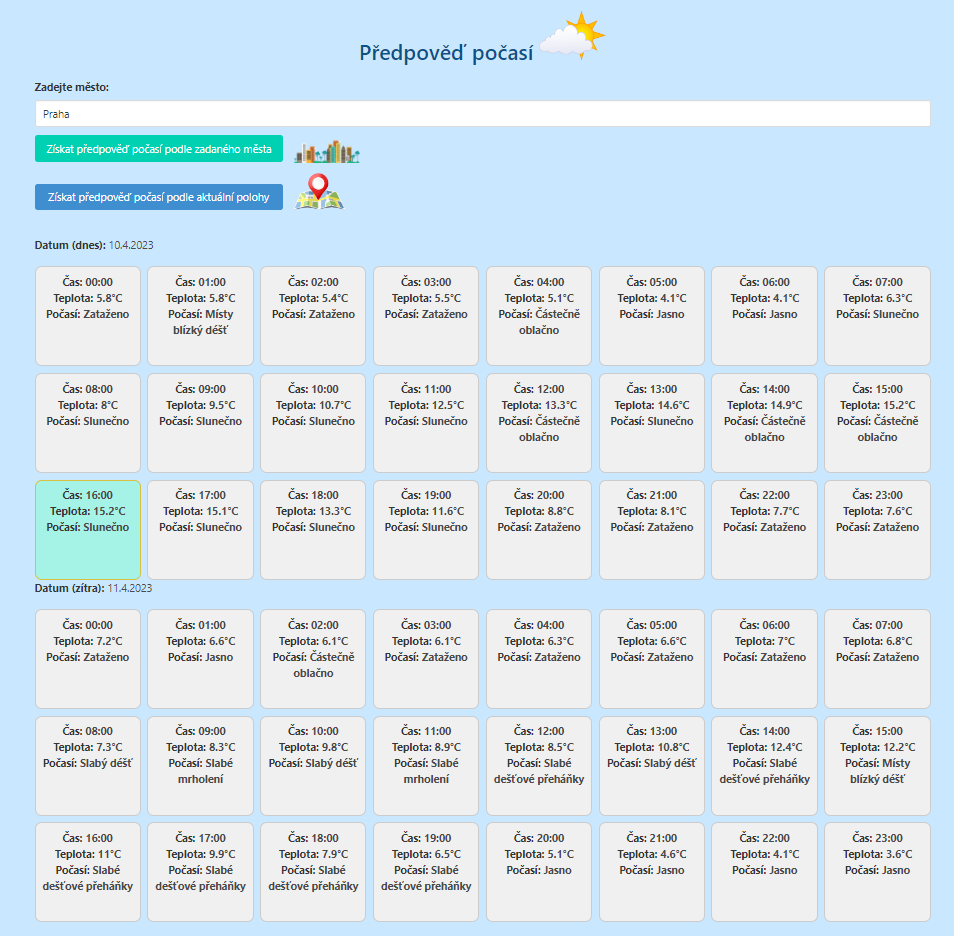 Předpověď počasí
Zadejte město:
Praha
Získat předpověď počasí podle zadaného města
Získat předpověď počasí podle aktuální polohy
Datum (dnes): 10.4.2023
Čas: 00:00
Teplota: 5.8°C
Počasí: Zataženo
Čas: 01:00
Teplota: 5.8°C
Počasí: Místy
blízký déšť
Čas: 02:00
Teplota: 5.4°C
Počasí: Zataženo
Čas: 03:00
Teplota: 5.5°C
Počasí: Zataženo
Čas: 04:00
Teplota: 5.1°C
Počasí: Částečně
oblačno
Čas: 05:00
Teplota: 4.1°C
Počasí: Jasno
Čas: 06:00
Teplota: 4.1°C
Počasí: Jasno
Čas: 07:00
Teplota: 6.3°C
Počasí: Slunečno
Čas: 08:00
Teplota: 8°C
Počasí: Slunečno
Čas: 09:00
Teplota: 9.5°C
Počasí: Slunečno
Čas: 10:00
Teplota: 10.7°C
Počasí: Slunečno
Čas: 11:00
Teplota: 12.5°C
Počasí: Slunečno
Čas: 12:00
Teplota: 13.3°C
Počasí: Částečně
oblačno
Čas: 13:00
Teplota: 14.6°C
Počasí: Slunečno
Čas: 14:00
Teplota: 14.9°C
Počasí: Částečně
oblačno
Čas: 15:00
Teplota: 15.2°C
Počasí: Částečně
oblačno
Čas: 16:00
Teplota: 15.2°C
Počasí: Slunečno
Čas: 17:00
Teplota: 15.1°C
Počasí: Slunečno
Čas: 18:00
Teplota: 13.3°C
Počasí: Slunečno
Čas: 19:00
Teplota: 11.6°C
Počasí: Slunečno
Čas: 20:00
Teplota: 8.8°C
Počasí: Zataženo
Čas: 21:00
Teplota: 8.1°C
Počasí: Zataženo
Čas: 22:00
Teplota: 7.7°C
Počasí: Zataženo
Čas: 23:00
Teplota: 7.6°C
Počasí: Zataženo
Datum (zítra): 11.4.2023
Čas: 00:00
Teplota: 7.2°C
Počasí: Zataženo
Čas: 01:00
Teplota: 6.6°C
Počasí: Jasno
Čas: 02:00
Teplota: 6.1°C
Počasí: Částečně
oblačno
Čas: 03:00
Teplota: 6.1°C
Počasí: Zataženo
Čas: 04:00
Teplota: 6.3°C
Počasí: Zataženo
Čas: 05:00
Teplota: 6.6°C
Počasí: Zataženo
Čas: 06:00
Teplota: 7°C
Počasí: Zataženo
Čas: 07:00
Teplota: 6.8°C
Počasí: Zataženo
Čas: 08:00
Teplota: 7.3°C
Počasí: Slabý déšť
Čas: 09:00
Teplota: 8.3°C
Počasí: Slabé
mrholení
Čas: 10:00
Teplota: 9.8°C
Počasí: Slabý déšť
Čas: 11:00
Teplota: 8.9°C
Počasí: Slabé
mrholení
Čas: 12:00
Teplota: 8.5°C
Počasí: Slabé
dešťové přeháňky
Čas: 13:00
Teplota: 10.8°C
Počasí: Slabý déšť
Čas: 14:00
Teplota: 12.4°C
Počasí: Slabé
dešťové přeháňky
Čas: 15:00
Teplota: 12.2°C
Počasí: Místy
blízký déšť
Čas: 16:00
Teplota: 11°C
Počasí: Slabé
dešťové přeháňky
Čas: 17:00
Teplota: 9.9°C
Počasí: Slabé
dešťové přeháňky
Čas: 18:00
Teplota: 7.9°C
Počasí: Slabé
dešťové přeháňky
Čas: 19:00
Teplota: 6.5°C
Počasí: Slabé
dešťové přeháňky
Čas: 20:00
Teplota: 5.1°C
Počasí: Jasno
Čas: 21:00
Teplota: 4.6°C
Počasí: Jasno
Čas: 22:00
Teplota: 4.1°C
Počasí: Jasno
Čas: 23:00
Teplota: 3.6°C
Počasí: Jasno